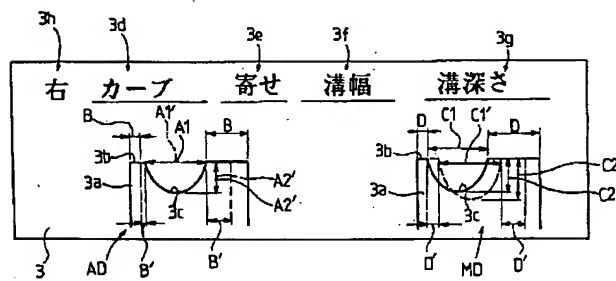 3h 3d 3e 3f 3g
右 カーブ 寄せ 溝幅 溝深さ
A1' C1 C1'
B A1 B D D
3b 3b
C2
3a A2' 3a C2
3c A2' 3c
3 AD B' B' D' MD D'